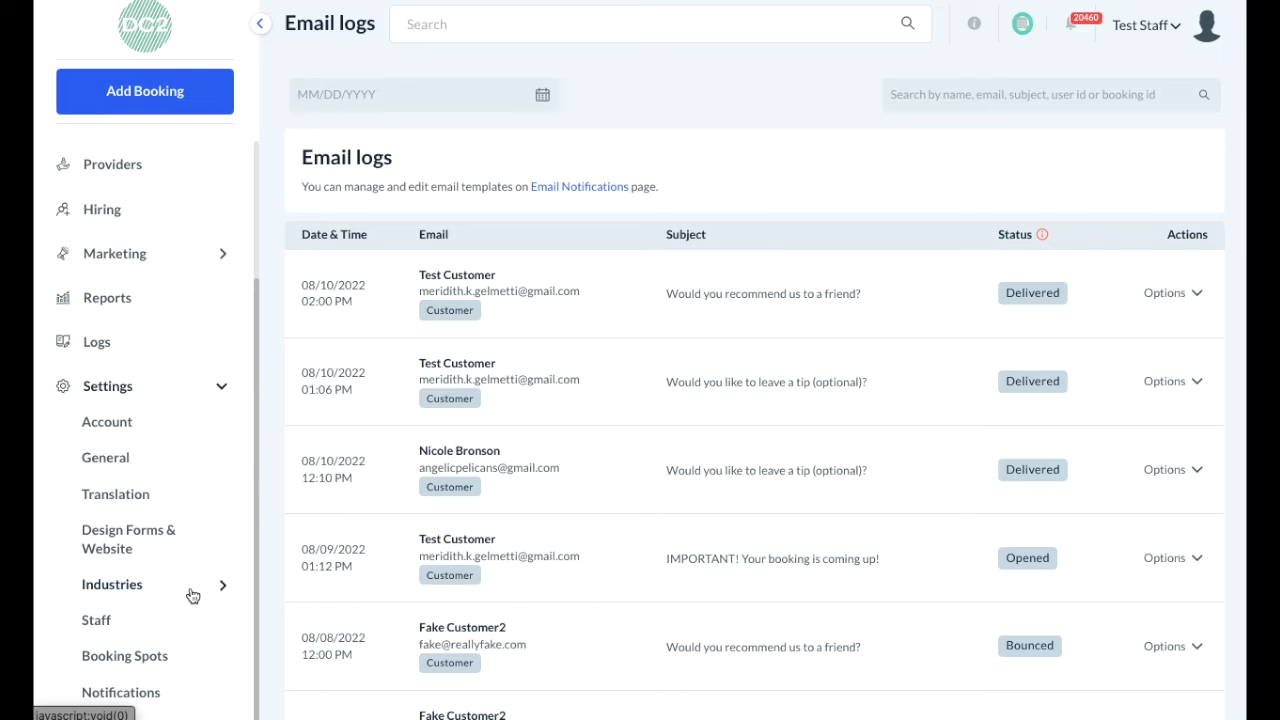 DC2
Email logs
Search
20460
Test Staff
Add Booking
MM/DD/YYYY
Search by name, email, subject, user id or booking id
Providers
Hiring
Marketing
Reports
Logs
Settings
Account
General
Translation
Design Forms &
Website
Industries
Staff
Booking Spots
Notifications
javascript:void(0)
Email logs
You can manage and edit email templates on Email Notifications page.
Date & Time Email Subject Status Actions
08/10/2022
02:00 PM
Test Customer
meridith.k.gelmetti@gmail.com
Customer
Would you recommend us to a friend?
Delivered
Options
08/10/2022
01:06 PM
Test Customer
meridith.k.gelmetti@gmail.com
Customer
Would you like to leave a tip (optional)?
Delivered
Options
08/10/2022
12:10 PM
Nicole Bronson
angelicpelicans@gmail.com
Customer
Would you like to leave a tip (optional)?
Delivered
Options
08/09/2022
01:12 PM
Test Customer
meridith.k.gelmetti@gmail.com
Customer
IMPORTANT! Your booking is coming up!
Opened
Options
08/08/2022
12:00 PM
Fake Customer2
fake@reallyfake.com
Customer
Would you recommend us to a friend?
Bounced
Options
Fake Customer2